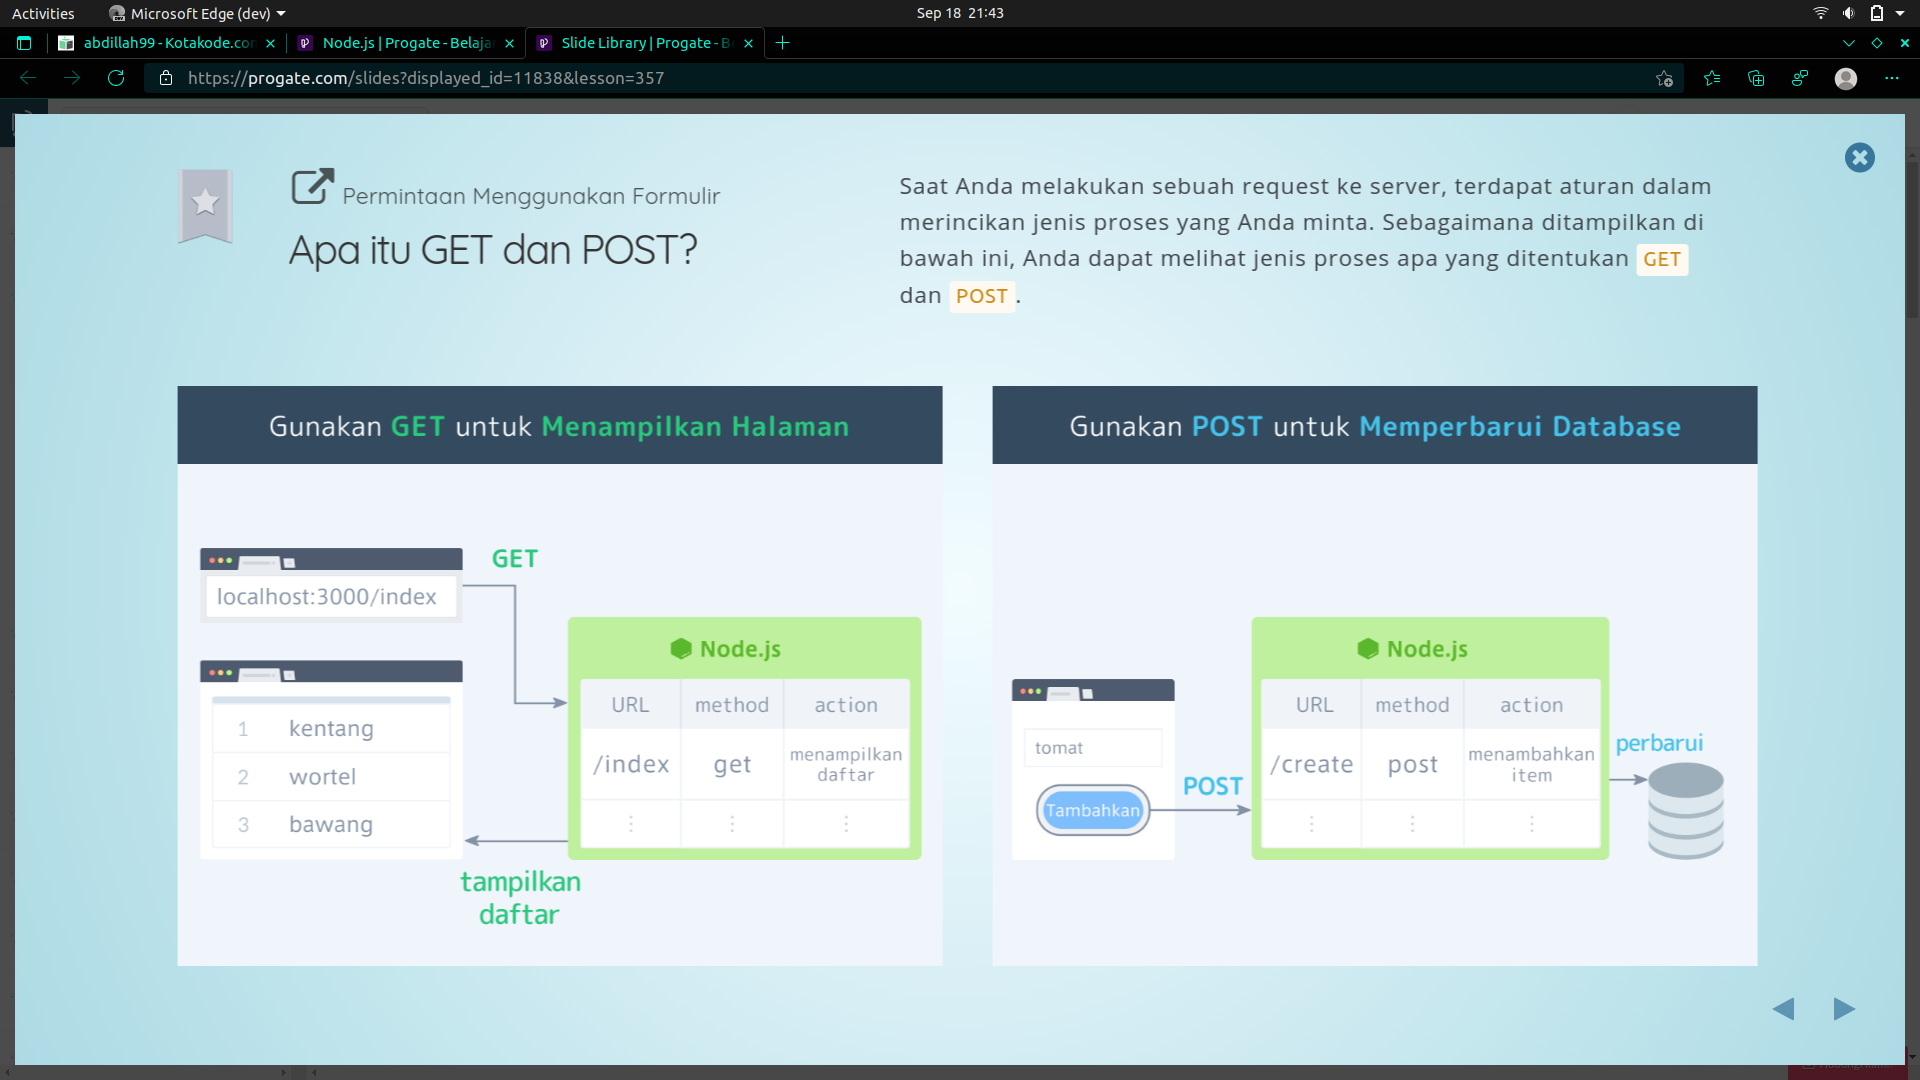 Activities
Microsoft Edge (dev)
Sep 18 21:43
abdillah99 - Kotakode.con
Node.js | Progate - Belaja
Slide Library | Progate - B
https://progate.com/slides?displayed_id=11838&lesson=357
Permintaan Menggunakan Formulir
Apa itu GET dan POST?
Saat Anda melakukan sebuah request ke server, terdapat aturan dalam
merincikan jenis proses yang Anda minta. Sebagaimana ditampilkan di
bawah ini, Anda dapat melihat jenis proses apa yang ditentukan GET
dan POST.
Gunakan GET untuk Menampilkan Halaman
GET
localhost:3000/index
1 kentang
2 wortel
3 bawang
Node.js
URL method action
/index get menampilkan
daftar
⋮ ⋮ ⋮
tampilkan
daftar
Gunakan POST untuk Memperbarui Database
tomat
Tambahkan
POST
Node.js
URL method action
/create post menambahkan
item
⋮ ⋮ ⋮
perbarui